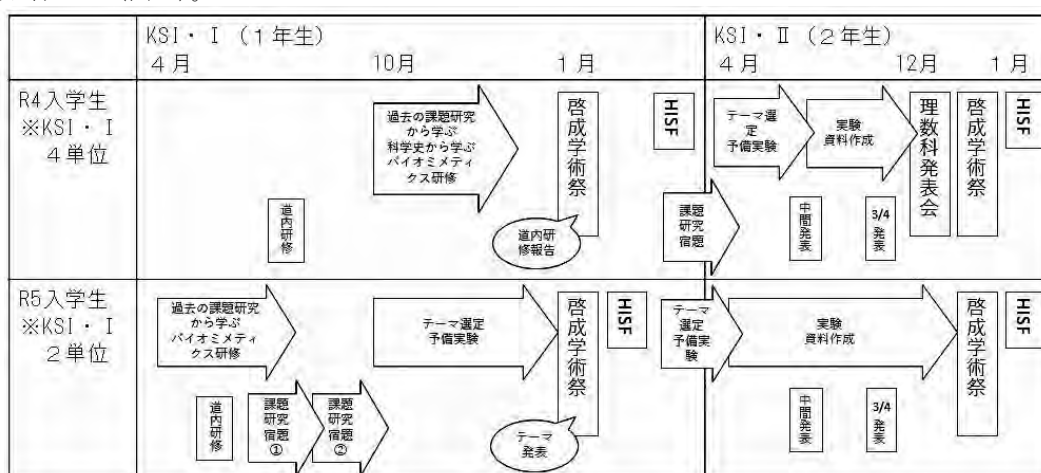 KSI・Ⅰ（1年生）
4月 10月 1月
KSI・Ⅱ（2年生）
4月 12月 1月
R4入学生
※KSI・Ⅰ
4単位
道内研修
過去の課題研究
から学ぶ
科学史から学ぶ
バイオミメティ
クス研修
啓成学術祭
道内研
修報告
HISF
課題
研究
宿題
テーマ選
定
予備実験
実験
資料作成
中間発表
3/4
発表
理数科発表会
啓成学術祭
HISF
R5入学生
※KSI・Ⅰ
2単位
過去の課題研究
から学ぶ
バイオミメティ
クス研修
道内研修
課題
研究
宿題
①
課題
研究
宿題
②
テーマ選定
予備実験
啓成学術祭
テーマ
発表
HISF
テーマ
選定
予備実
験
実験
資料作成
中間発表
3/4
発表
啓成学術祭
HISF